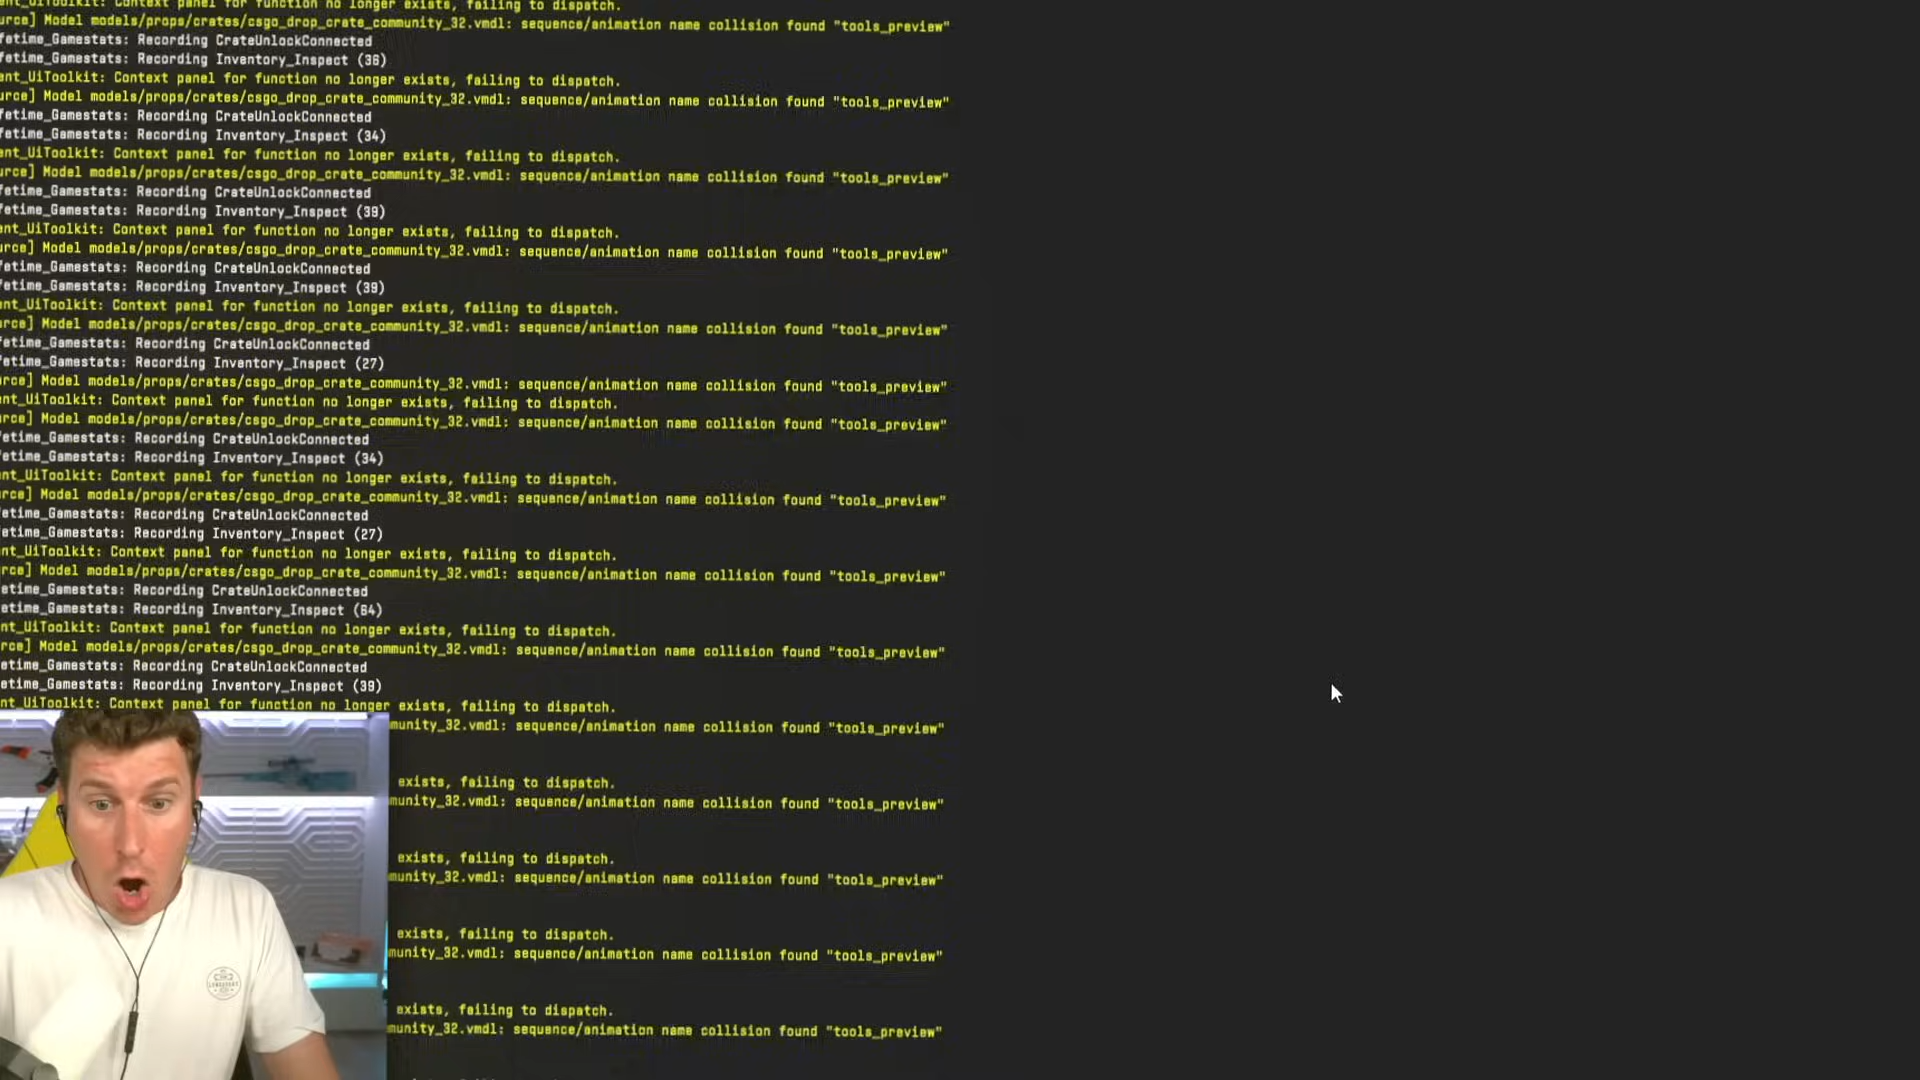 ent_UiToolkit: Context panel for function no longer exists, failing to dispatch.
urce] Model models/props/crates/csgo_drop_crate_community_32.vmdl: sequence/animation name collision found "tools_preview"
fetime_Gamestats: Recording CrateUnlockConnected
fetime_Gamestats: Recording Inventory_Inspect (36)
ent_UiToolkit: Context panel for function no longer exists, failing to dispatch.
urce] Model models/props/crates/csgo_drop_crate_community_32.vmdl: sequence/animation name collision found "tools_preview"
fetime_Gamestats: Recording CrateUnlockConnected
fetime_Gamestats: Recording Inventory_Inspect (34)
ent_UiToolkit: Context panel for function no longer exists, failing to dispatch.
urce] Model models/props/crates/csgo_drop_crate_community_32.vmdl: sequence/animation name collision found "tools_preview"
fetime_Gamestats: Recording CrateUnlockConnected
fetime_Gamestats: Recording Inventory_Inspect (39)
ent_UiToolkit: Context panel for function no longer exists, failing to dispatch.
urce] Model models/props/crates/csgo_drop_crate_community_32.vmdl: sequence/animation name collision found "tools_preview"
fetime_Gamestats: Recording CrateUnlockConnected
fetime_Gamestats: Recording Inventory_Inspect (39)
ent_UiToolkit: Context panel for function no longer exists, failing to dispatch.
urce] Model models/props/crates/csgo_drop_crate_community_32.vmdl: sequence/animation name collision found "tools_preview"
fetime_Gamestats: Recording CrateUnlockConnected
fetime_Gamestats: Recording Inventory_Inspect (27)
urce] Model models/props/crates/csgo_drop_crate_community_32.vmdl: sequence/animation name collision found "tools_preview"
ent_UiToolkit: Context panel for function no longer exists, failing to dispatch.
urce] Model models/props/crates/csgo_drop_crate_community_32.vmdl: sequence/animation name collision found "tools_preview"
fetime_Gamestats: Recording CrateUnlockConnected
fetime_Gamestats: Recording Inventory_Inspect (34)
nt_UiToolkit: Context panel for function no longer exists, failing to dispatch.
rce] Model models/props/crates/csgo_drop_crate_community_32.vmdl: sequence/animation name collision found "tools_preview"
etime_Gamestats: Recording CrateUnlockConnected
etime_Gamestats: Recording Inventory_Inspect (27)
nt_UiToolkit: Context panel for function no longer exists, failing to dispatch.
rce] Model models/props/crates/csgo_drop_crate_community_32.vmdl: sequence/animation name collision found "tools_preview"
etime_Gamestats: Recording CrateUnlockConnected
etime_Gamestats: Recording Inventory_Inspect (64)
nt_UiToolkit: Context panel for function no longer exists, failing to dispatch.
rce] Model models/props/crates/csgo_drop_crate_community_32.vmdl: sequence/animation name collision found "tools_preview"
etime_Gamestats: Recording CrateUnlockConnected
etime_Gamestats: Recording Inventory_Inspect (39)
nt_UiToolkit: Context panel for function no longer exists, failing to dispatch.
munity_32.vmdl: sequence/animation name collision found "tools_preview"
exists, failing to dispatch.
munity_32.vmdl: sequence/animation name collision found "tools_preview"
exists, failing to dispatch.
munity_32.vmdl: sequence/animation name collision found "tools_preview"
exists, failing to dispatch.
munity_32.vmdl: sequence/animation name collision found "tools_preview"
exists, failing to dispatch.
munity_32.vmdl: sequence/animation name collision found "tools_preview"